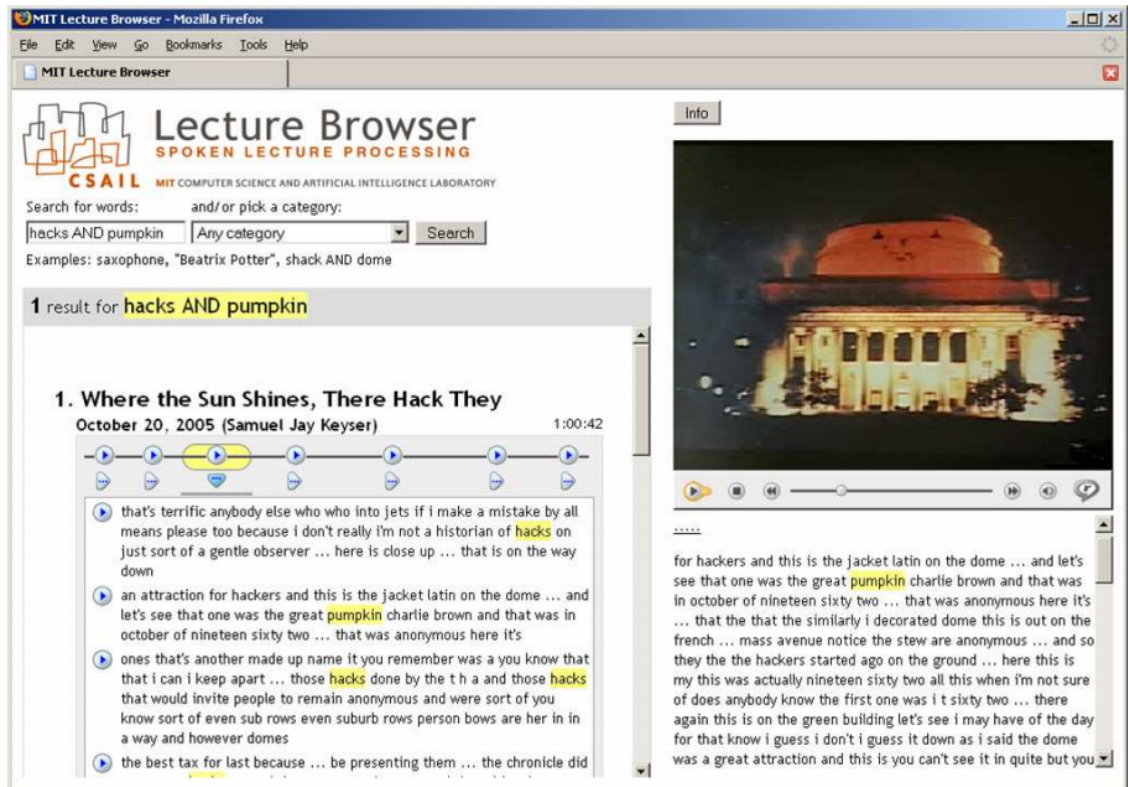 MIT Lecture Browser - Mozilla Firefox
File Edit View Go Bookmarks Tools Help
MIT Lecture Browser
Lecture Browser
SPOKEN LECTURE PROCESSING
CSAIL MIT COMPUTER SCIENCE AND ARTIFICIAL INTELLIGENCE LABORATORY
Search for words: and/or pick a category:
hacks AND pumpkin Any category Search
Examples: saxophone, "Beatrix Potter", shack AND dome
1 result for hacks AND pumpkin
1. Where the Sun Shines, There Hack They
October 20, 2005 (Samuel Jay Keyser) 1:00:42
that's terrific anybody else who who into jets if i make a mistake by all
means please too because i don't really i'm not a historian of hacks on
just sort of a gentle observer ... here is close up ... that is on the way
down
an attraction for hackers and this is the jacket latin on the dome ... and
let's see that one was the great pumpkin charlie brown and that was in
october of nineteen sixty two ... that was anonymous here it's
ones that's another made up name it you remember was a you know that
that i can i keep apart ... those hacks done by the t h a and those hacks
that would invite people to remain anonymous and were sort of you
know sort of even sub rows even suburb rows person bows are her in in
a way and however domes
the best tax for last because ... be presenting them ... the chronicle did
Info
.....
for hackers and this is the jacket latin on the dome ... and let's
see that one was the great pumpkin charlie brown and that was
in october of nineteen sixty two ... that was anonymous here it's
... that the that the similarly i decorated dome this is out on the
french ... mass avenue notice the stew are anonymous ... and so
they the the hackers started ago on the ground ... here this is
my this was actually nineteen sixty two all this when i'm not sure
of does anybody know the first one was i t sixty two ... there
again this is on the green building let's see i may have of the day
for that know i guess i don't i guess it down as i said the dome
was a great attraction and this is you can't see it in quite but you